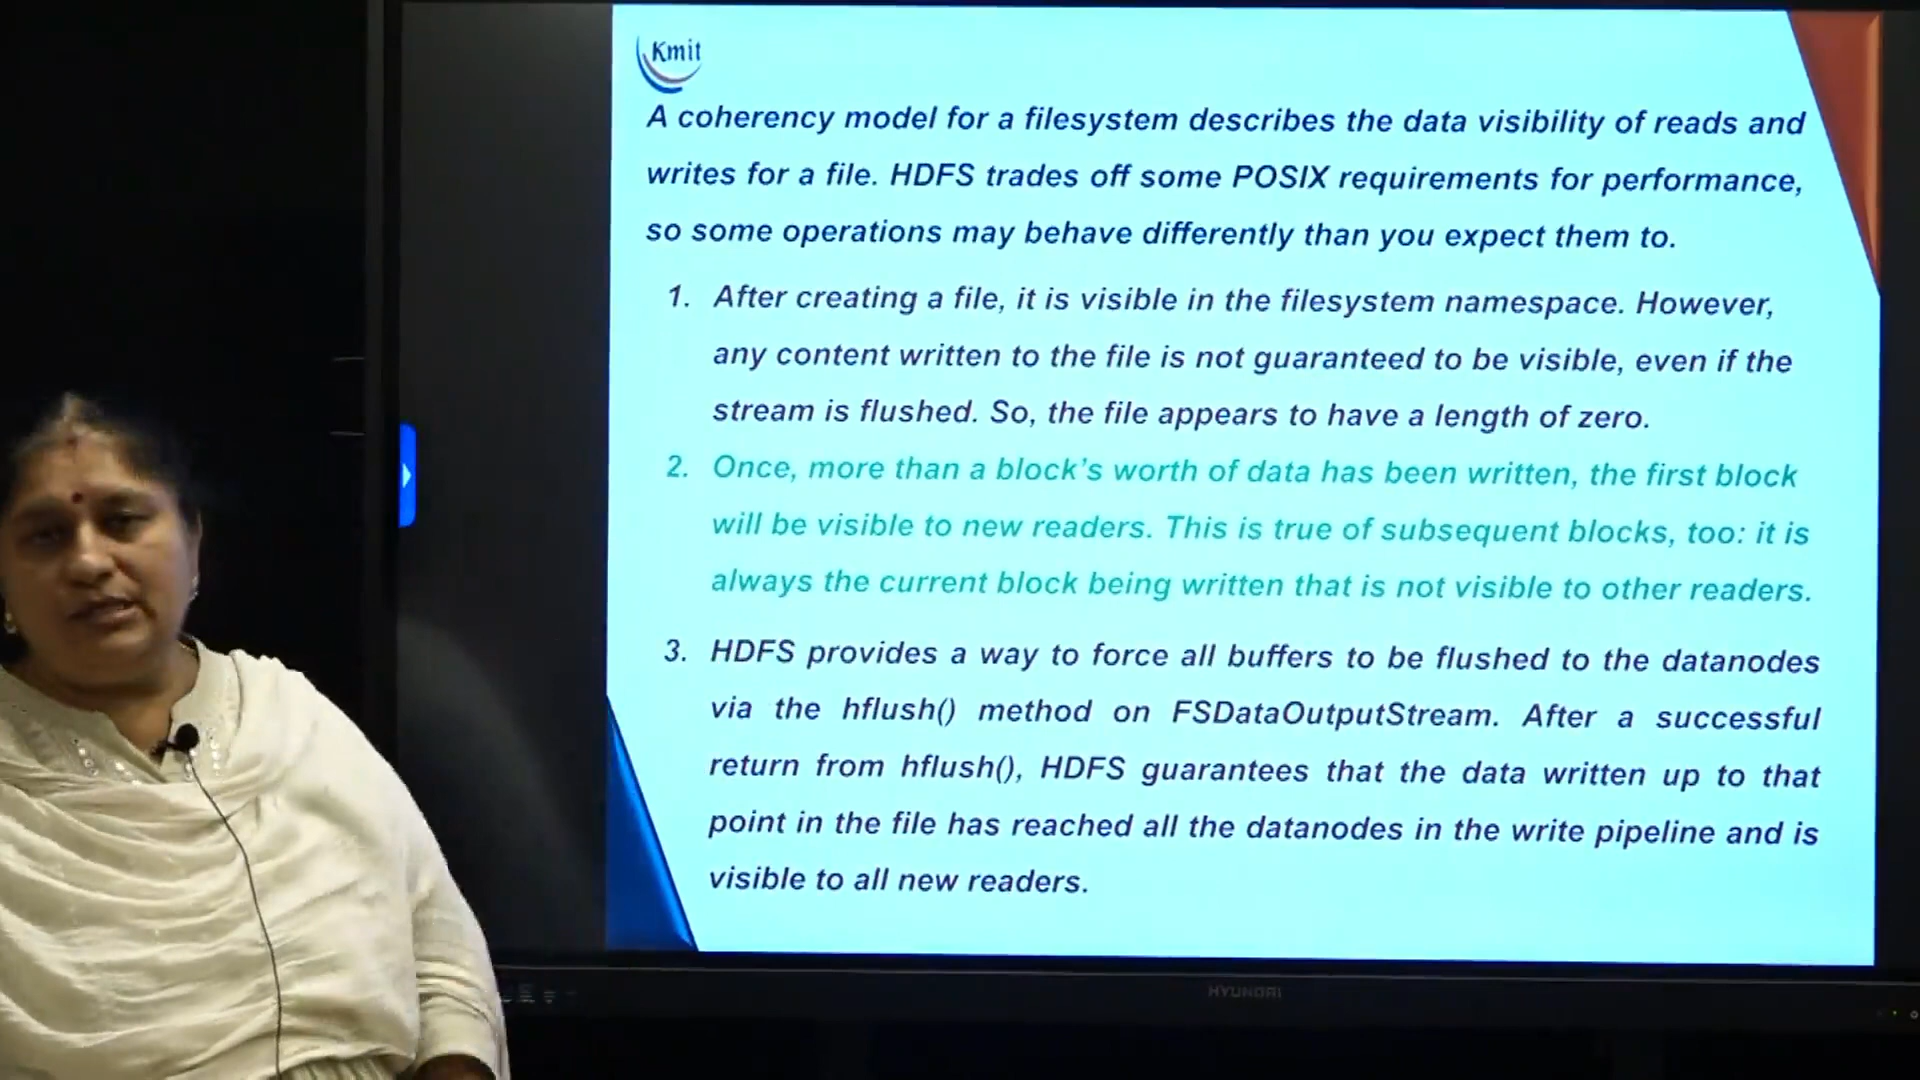 Kmit
A coherency model for a filesystem describes the data visibility of reads and
writes for a file. HDFS trades off some POSIX requirements for performance,
so some operations may behave differently than you expect them to.
1. After creating a file, it is visible in the filesystem namespace. However,
any content written to the file is not guaranteed to be visible, even if the
stream is flushed. So, the file appears to have a length of zero.
2. Once, more than a block's worth of data has been written, the first block
will be visible to new readers. This is true of subsequent blocks, too: it is
always the current block being written that is not visible to other readers.
3. HDFS provides a way to force all buffers to be flushed to the datanodes
via the hflush() method on FSDataOutputStream. After a successful
return from hflush(), HDFS guarantees that the data written up to that
point in the file has reached all the datanodes in the write pipeline and is
visible to all new readers.
HYUNDAI